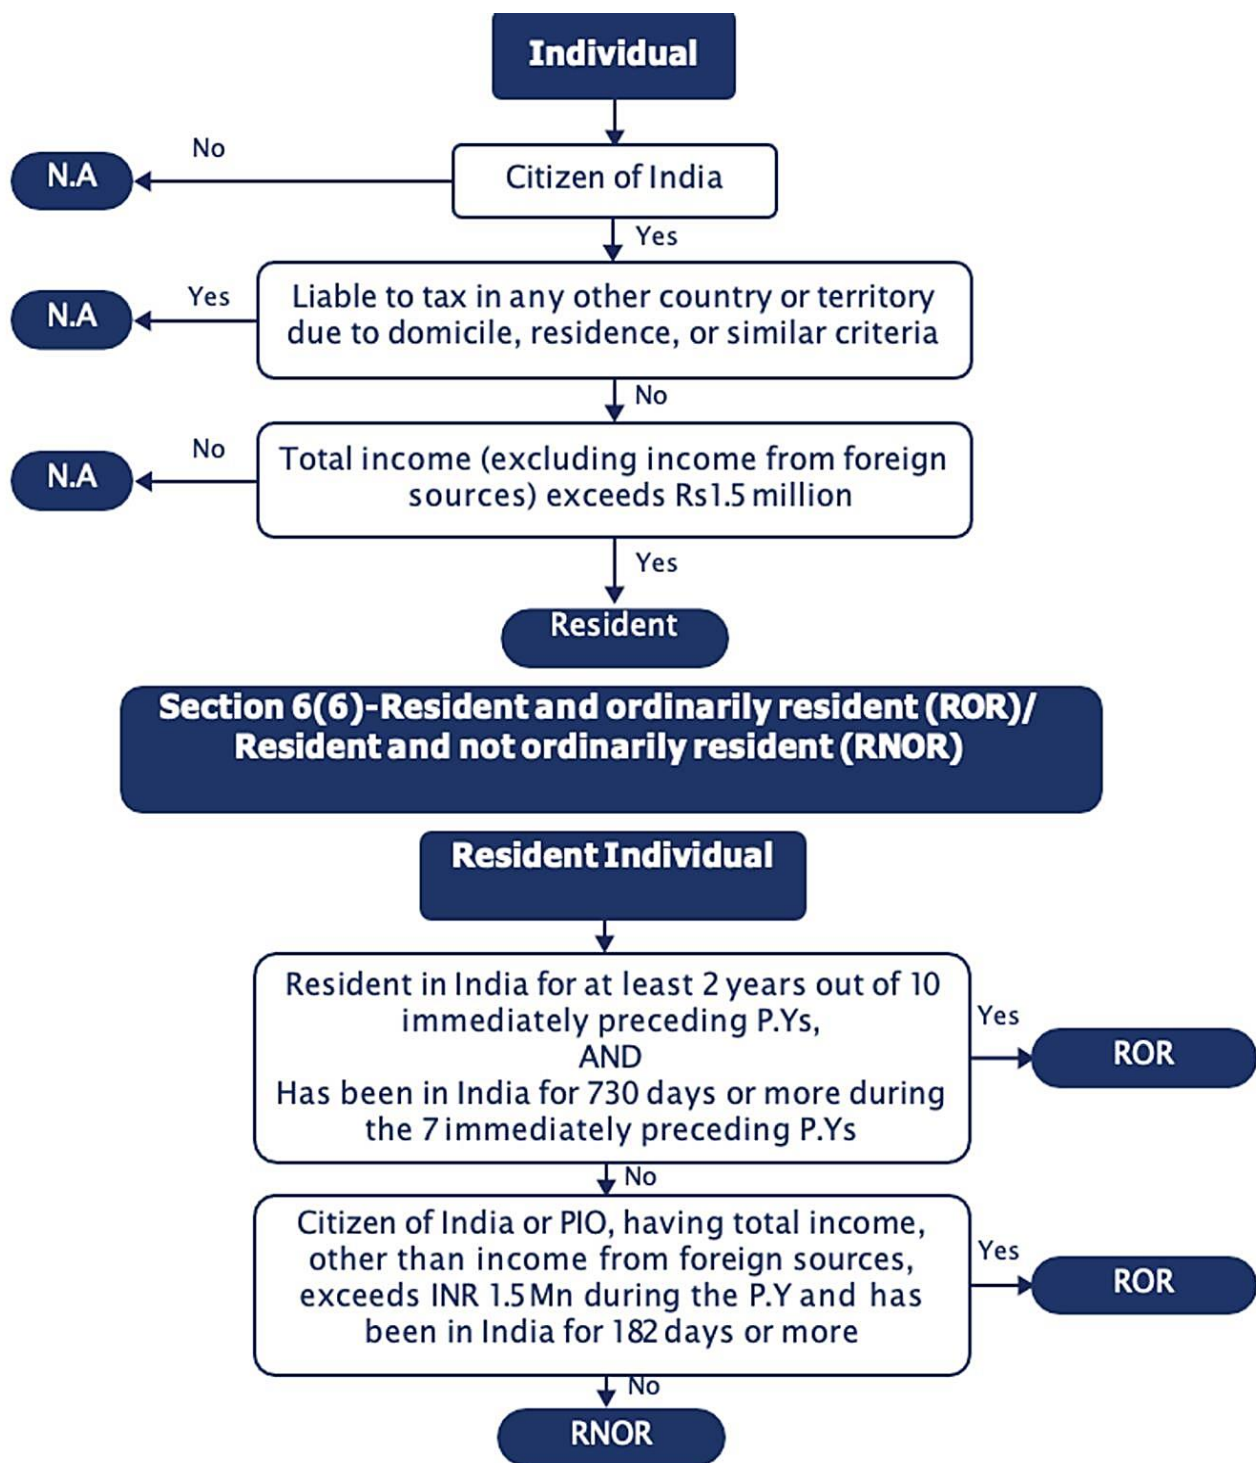 Individual
No
N.A
Citizen of India
Yes
Yes
N.A
Liable to tax in any other country or territory
due to domicile, residence, or similar criteria
No
No
N.A
Total income (excluding income from foreign
sources) exceeds Rs1.5 million
Yes
Resident
Section 6(6)-Resident and ordinarily resident (ROR)/
Resident and not ordinarily resident (RNOR)
Resident Individual
Resident in India for at least 2 years out of 10
immediately preceding P.Ys,
AND
Has been in India for 730 days or more during
the 7 immediately preceding P.Ys
Yes
ROR
No
Citizen of India or PIO, having total income,
other than income from foreign sources,
exceeds INR 1.5 Mn during the P.Y and has
been in India for 182 days or more
Yes
ROR
No
RNOR